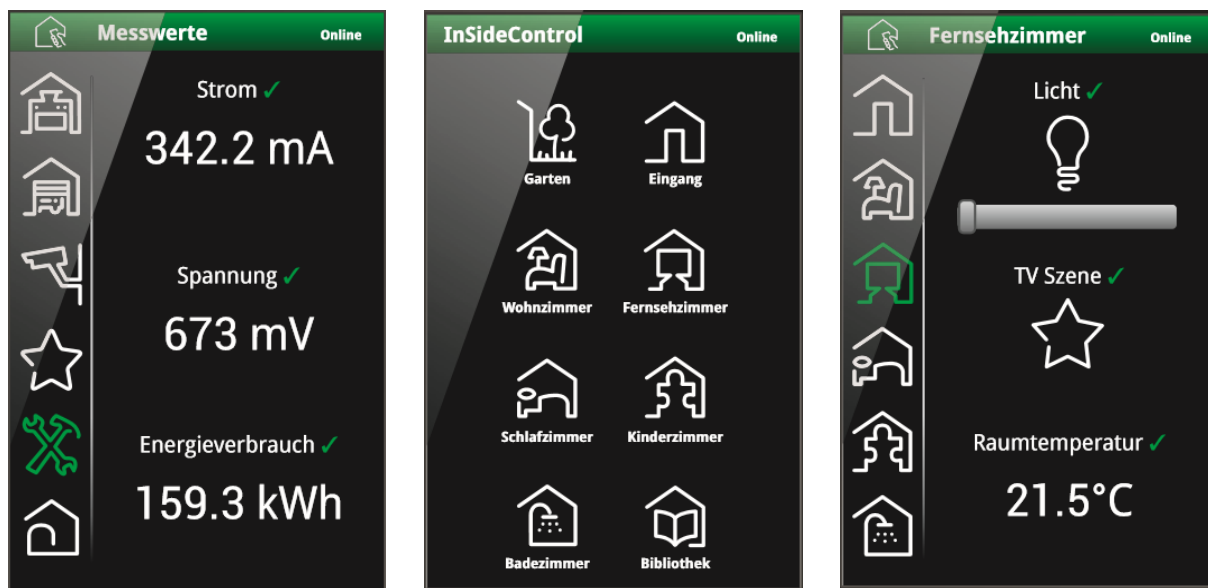 Messwerte Online
Strom ✓
342.2 mA
Spannung ✓
673 mV
Energieverbrauch ✓
159.3 kWh
InSideControl Online
Garten Eingang
Wohnzimmer Fernsehzimmer
Schlafzimmer Kinderzimmer
Badezimmer Bibliothek
Fernsehzimmer Online
Licht ✓
TV Szene ✓
Raumtemperatur ✓
21.5°C